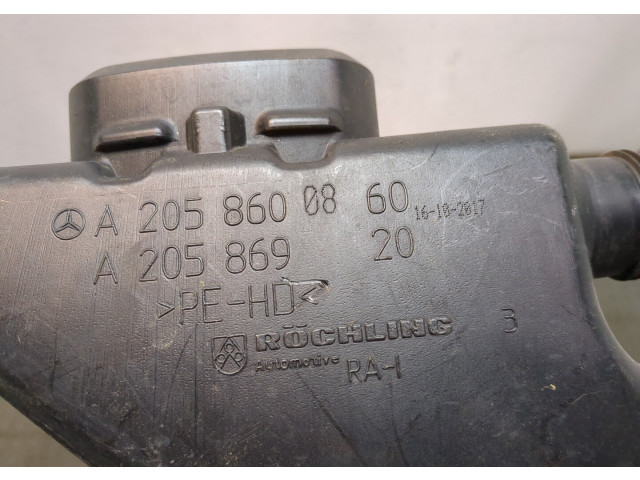 A 205 860 08 60 16-10-2017
A 205 869 20
>PE-HD<
RÖCHLING 3
Automotive RA-I